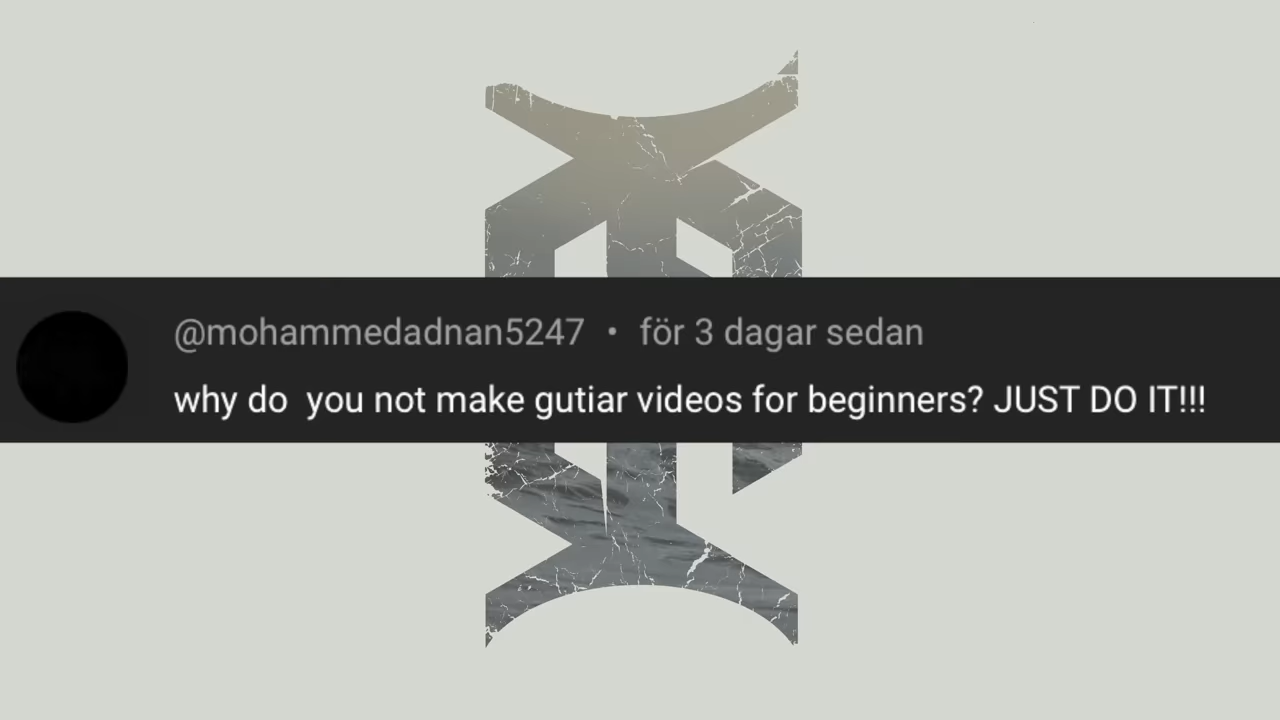 @mohammedadnan5247 • för 3 dagar sedan
why do  you not make gutiar videos for beginners? JUST DO IT!!!